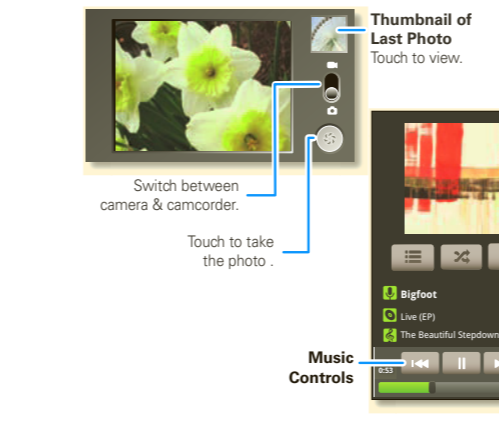 Thumbnail of
Last Photo
Touch to view.
Switch between
camera & camcorder.
Touch to take
the photo .
Bigfoot
Live (EP)
The Beautiful Stepdown
Music
Controls
0:53